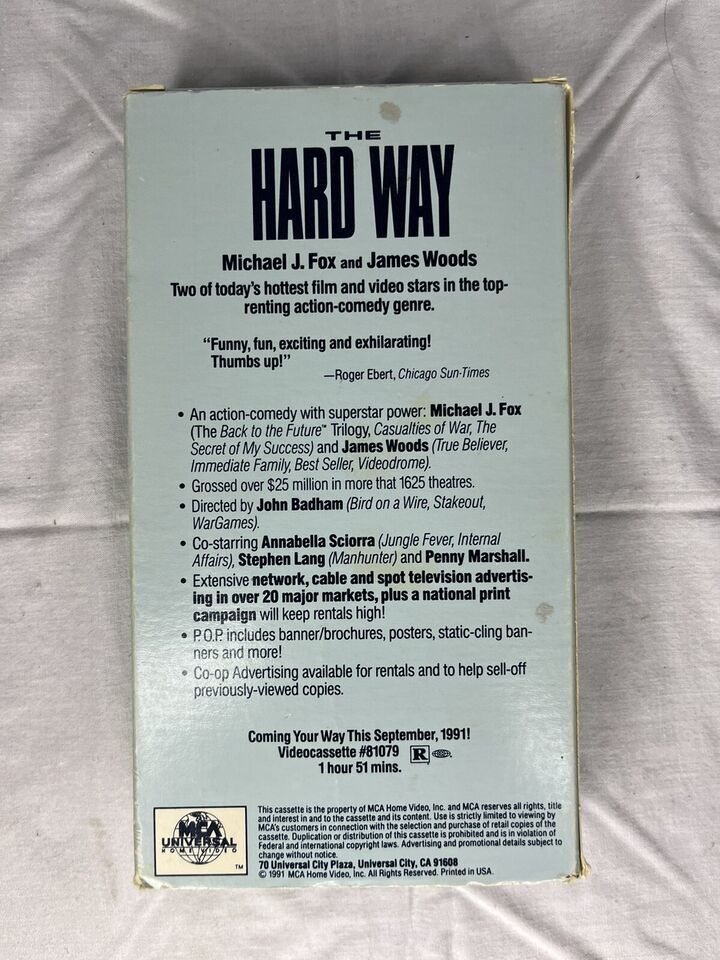 THE
HARD WAY
Michael J. Fox and James Woods
Two of today's hottest film and video stars in the top-
renting action-comedy genre.
"Funny, fun, exciting and exhilarating!
Thumbs up!"
—Roger Ebert, Chicago Sun-Times
• An action-comedy with superstar power: Michael J. Fox
(The Back to the Future™ Trilogy, Casualties of War, The
Secret of My Success) and James Woods (True Believer,
Immediate Family, Best Seller, Videodrome).
• Grossed over $25 million in more that 1625 theatres.
• Directed by John Badham (Bird on a Wire, Stakeout,
WarGames).
• Co-starring Annabella Sciorra (Jungle Fever, Internal
Affairs), Stephen Lang (Manhunter) and Penny Marshall.
• Extensive network, cable and spot television advertis-
ing in over 20 major markets, plus a national print
campaign will keep rentals high!
• P.O.P. includes banner/brochures, posters, static-cling ban-
ners and more!
• Co-op Advertising available for rentals and to help sell-off
previously-viewed copies.
Coming Your Way This September, 1991!
Videocassette #81079 R
1 hour 51 mins.
MCA
UNIVERSAL
HOME VIDEO
TM
This cassette is the property of MCA Home Video, Inc. and MCA reserves all rights, title
and interest in and to the cassette and its content. Use is strictly limited to viewing by
MCA's customers in connection with the selection and purchase of retail copies of the
cassette. Duplication or distribution of this cassette is prohibited and is in violation of
Federal and international copyright laws. Advertising and promotional details subject to
change without notice.
70 Universal City Plaza, Universal City, CA 91608
© 1991 MCA Home Video, Inc. All Rights Reserved. Printed in USA.